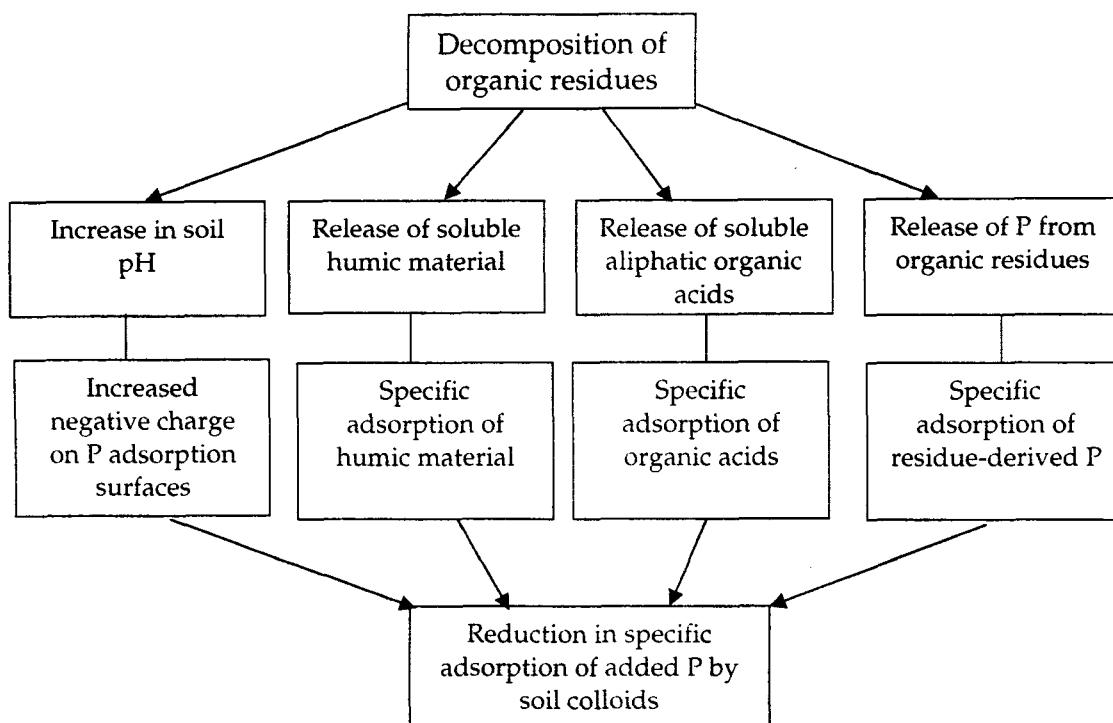 Decomposition of
organic residues
Increase in soil
pH
Release of soluble
humic material
Release of soluble
aliphatic organic
acids
Release of P from
organic residues
Increased
negative charge
on P adsorption
surfaces
Specific
adsorption of
humic material
Specific
adsorption of
organic acids
Specific
adsorption of
residue-derived P
Reduction in specific
adsorption of added P by
soil colloids